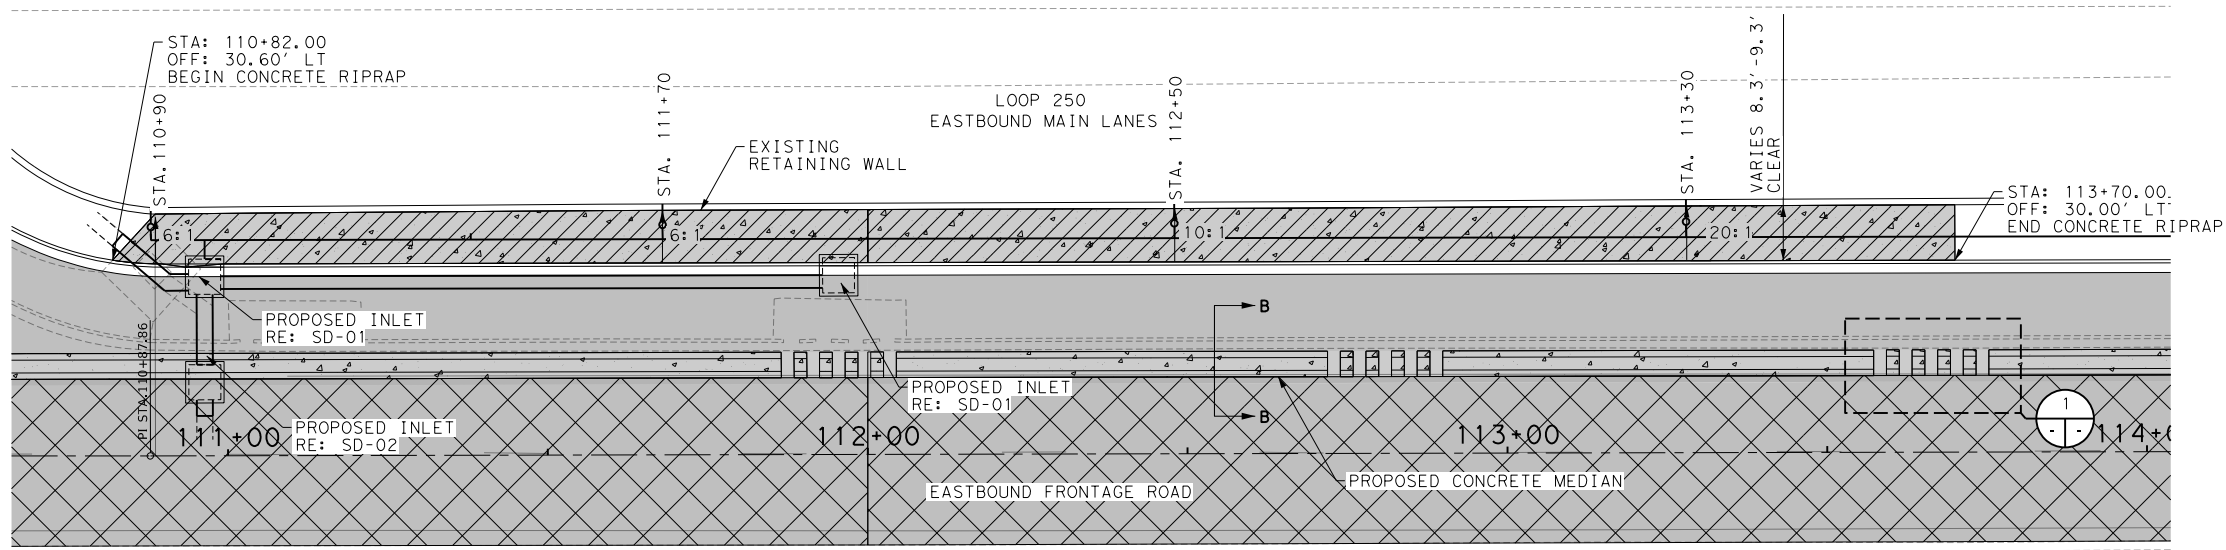 STA: 110+82.00
OFF: 30.60' LT
BEGIN CONCRETE RIPRAP
STA.110+90
STA. 111+70
LOOP 250
EASTBOUND MAIN LANES
STA. 112+50
STA. 113+30
VARIES 8.3'-9.3'
CLEAR
EXISTING
RETAINING WALL
STA: 113+70.00
OFF: 30.00' LT
END CONCRETE RIPRAP
6:1
6:1
10:1
20:1
B
PROPOSED INLET
RE: SD-01
PI STA.110+87.86
PROPOSED INLET
RE: SD-01
B
1
- -
111+00
PROPOSED INLET
RE: SD-02
112+00
113+00
114+
PROPOSED CONCRETE MEDIAN
EASTBOUND FRONTAGE ROAD